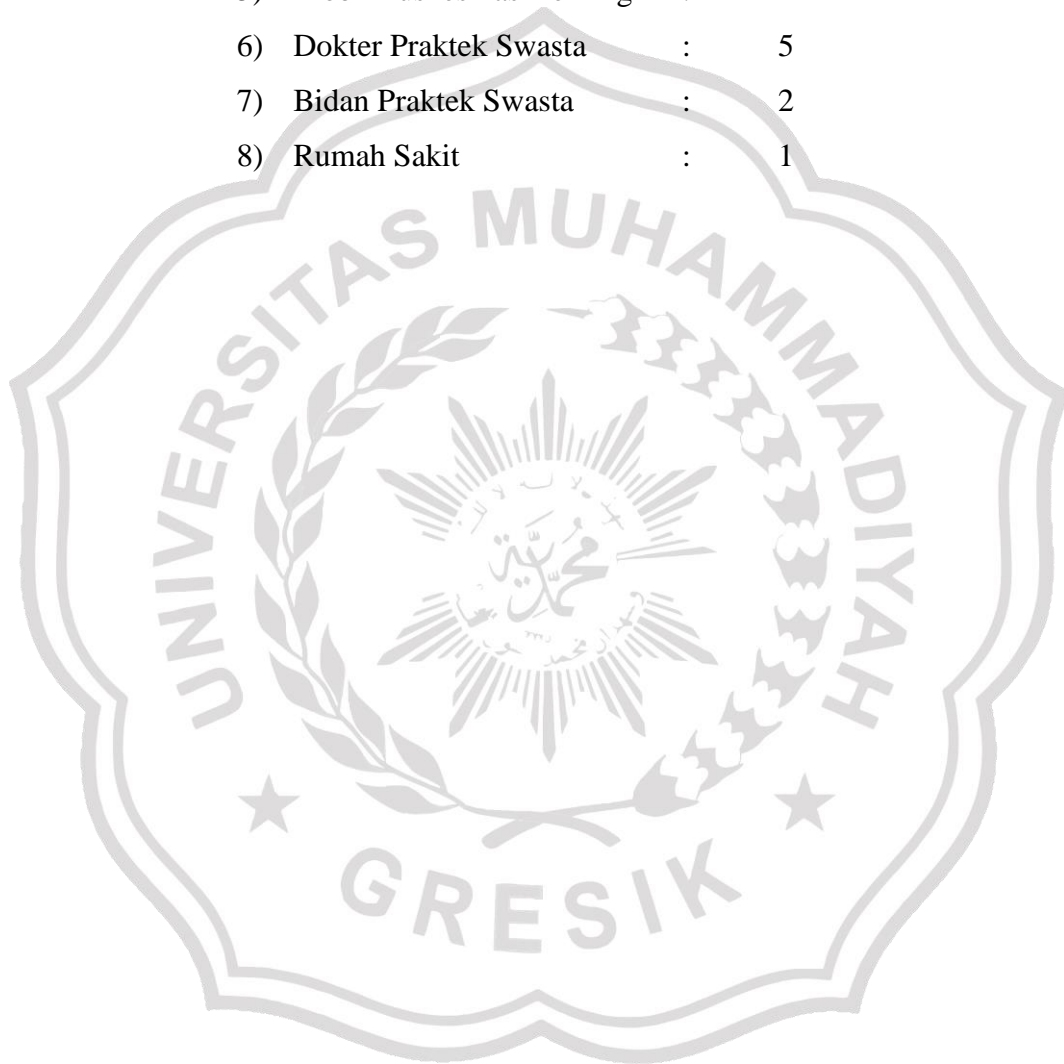 6) Dokter Praktek Swasta : 5
7) Bidan Praktek Swasta : 2
8) Rumah Sakit : 1
UNIVERSITAS MUHAMMADIYAH
GRESIK